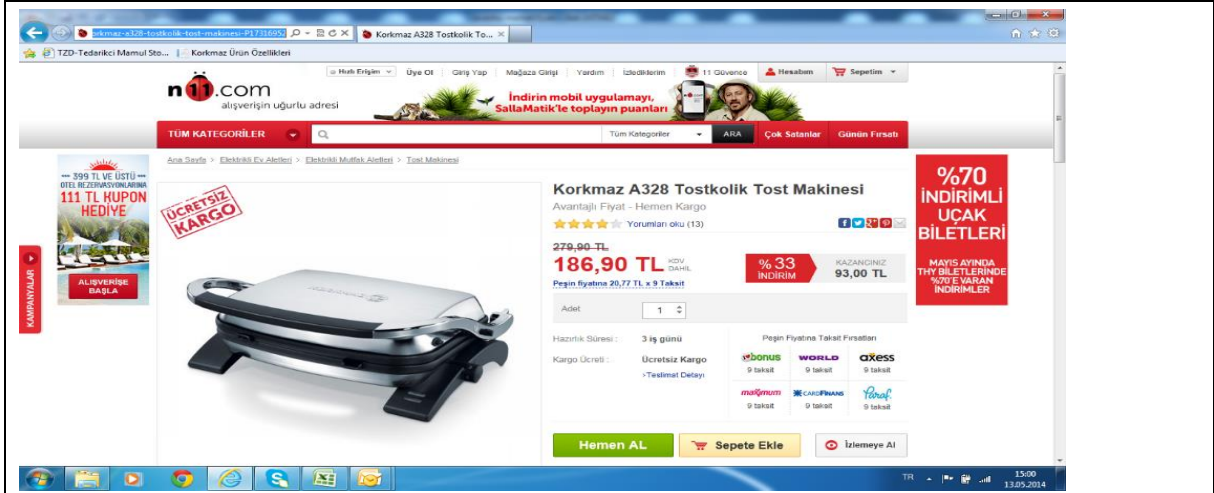 orkmaz-a328-tostkolik-tost-makinesi-P17316952
Korkmaz A328 Tostkolik To...
TZD-Tedarikci Mamul Sto...
Korkmaz Ürün Özellikleri
Hızlı Erişim
Üye Ol
Giriş Yap
Mağaza Girişi
Yardım
İzlediklerim
11 Güvence
Hesabım
Sepetim
n11.com
alışverişin uğurlu adresi
İndirin mobil uygulamayı,
SallaMatik'le toplayın puanları
TÜM KATEGORİLER
Tüm Kategoriler
ARA
Çok Satanlar
Günün Fırsatı
Ana Sayfa > Elektrikli Ev Aletleri > Elektrikli Mutfak Aletleri > Tost Makinesi
399 TL VE ÜSTÜ
OTEL REZERVASYONLARINA
111 TL KUPON
HEDİYE
ALIŞVERİŞE
BAŞLA
KAMPANYALAR
ÜCRETSİZ
KARGO
Korkmaz A328 Tostkolik Tost Makinesi
Avantajlı Fiyat - Hemen Kargo
Yorumları oku (13)
279,90 TL
186,90 TL KDV DAHİL
Peşin fiyatına 20,77 TL x 9 Taksit
%33
İNDİRİM
KAZANCINIZ
93,00 TL
Adet
1
Hazırlık Süresi :
3 iş günü
Kargo Ücreti :
Ücretsiz Kargo
>Teslimat Detayı
Peşin Fiyatına Taksit Fırsatları
bonus
9 taksit
WORLD
9 taksit
axess
9 taksit
maximum
9 taksit
CARDFINANS
9 taksit
Paraf
9 taksit
Hemen AL
Sepete Ekle
İzlemeye Al
%70
İNDİRİMLİ
UÇAK
BİLETLERİ
MAYIS AYINDA
THY BİLETLERİNDE
%70'E VARAN
İNDİRİMLER
TR
15:00
13.05.2014